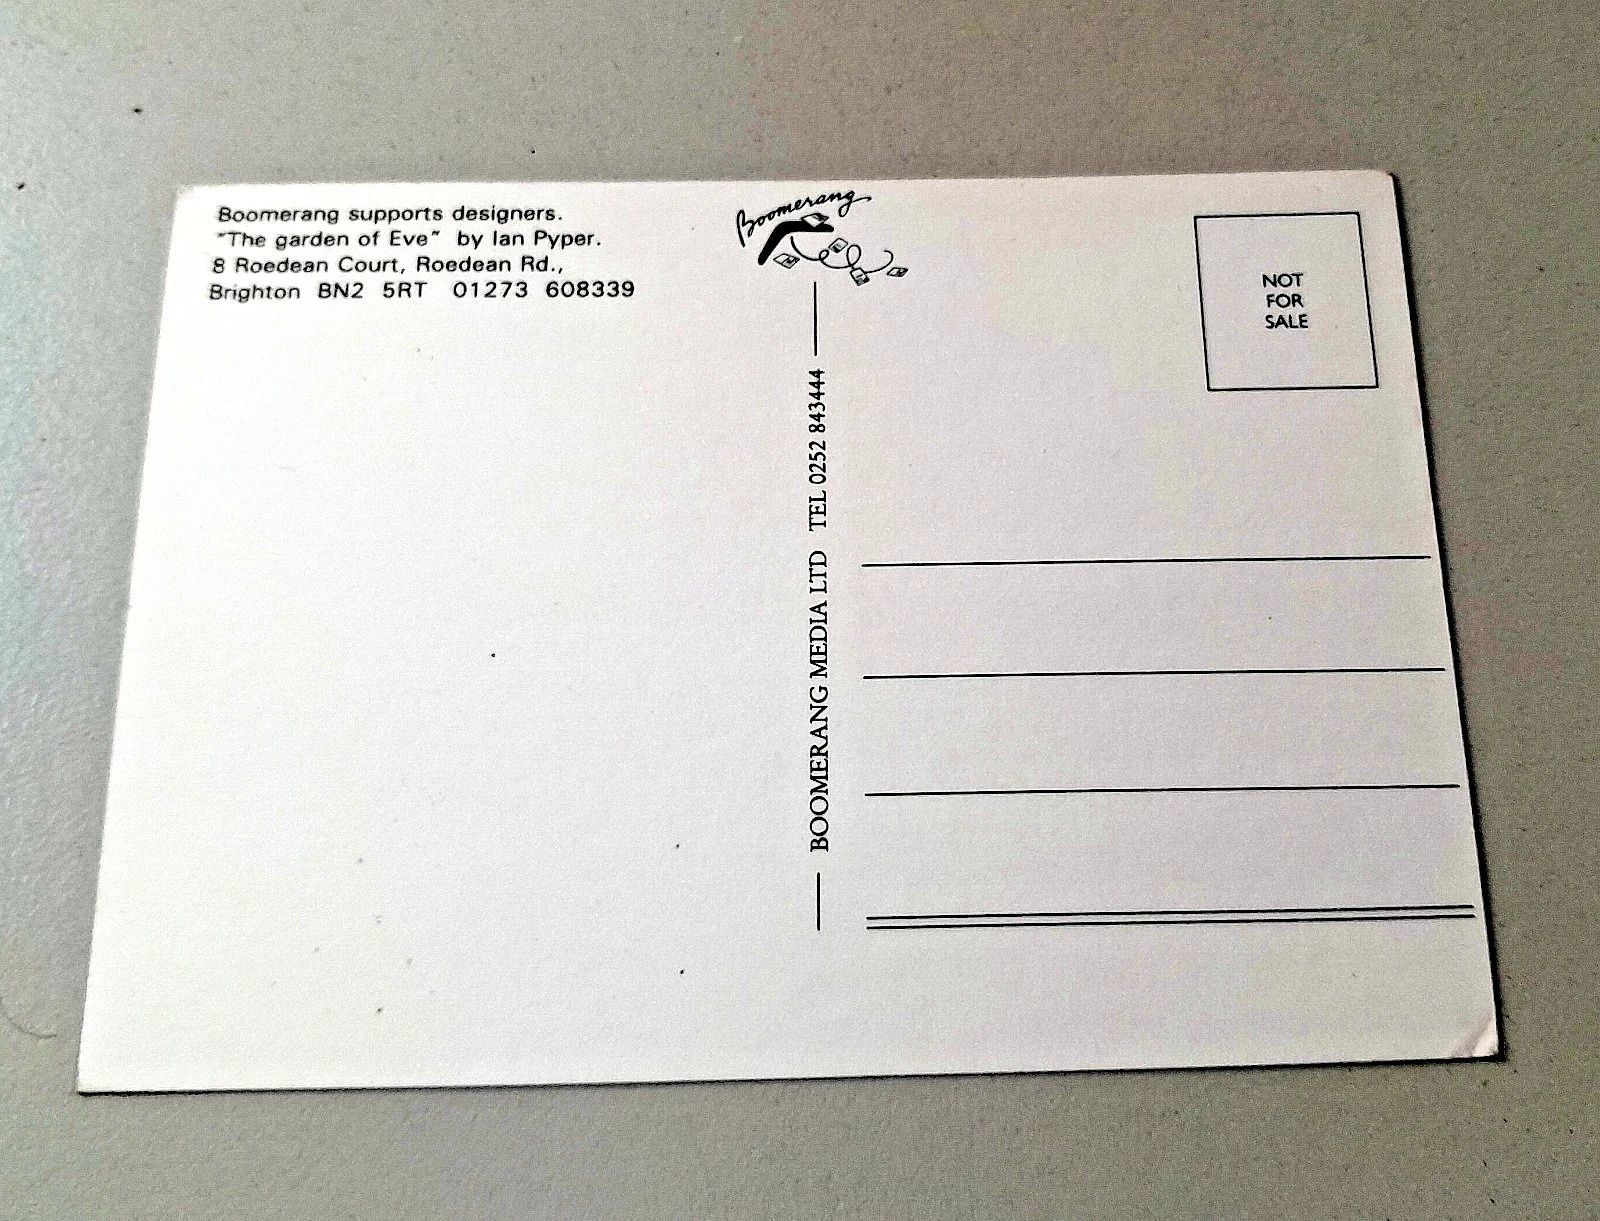 Boomerang supports designers.
"The garden of Eve" by Ian Pyper.
8 Roedean Court, Roedean Rd.,
Brighton BN2 5RT 01273 608339
Boomerang
BOOMERANG MEDIA LTD TEL 0252 843444
NOT
FOR
SALE